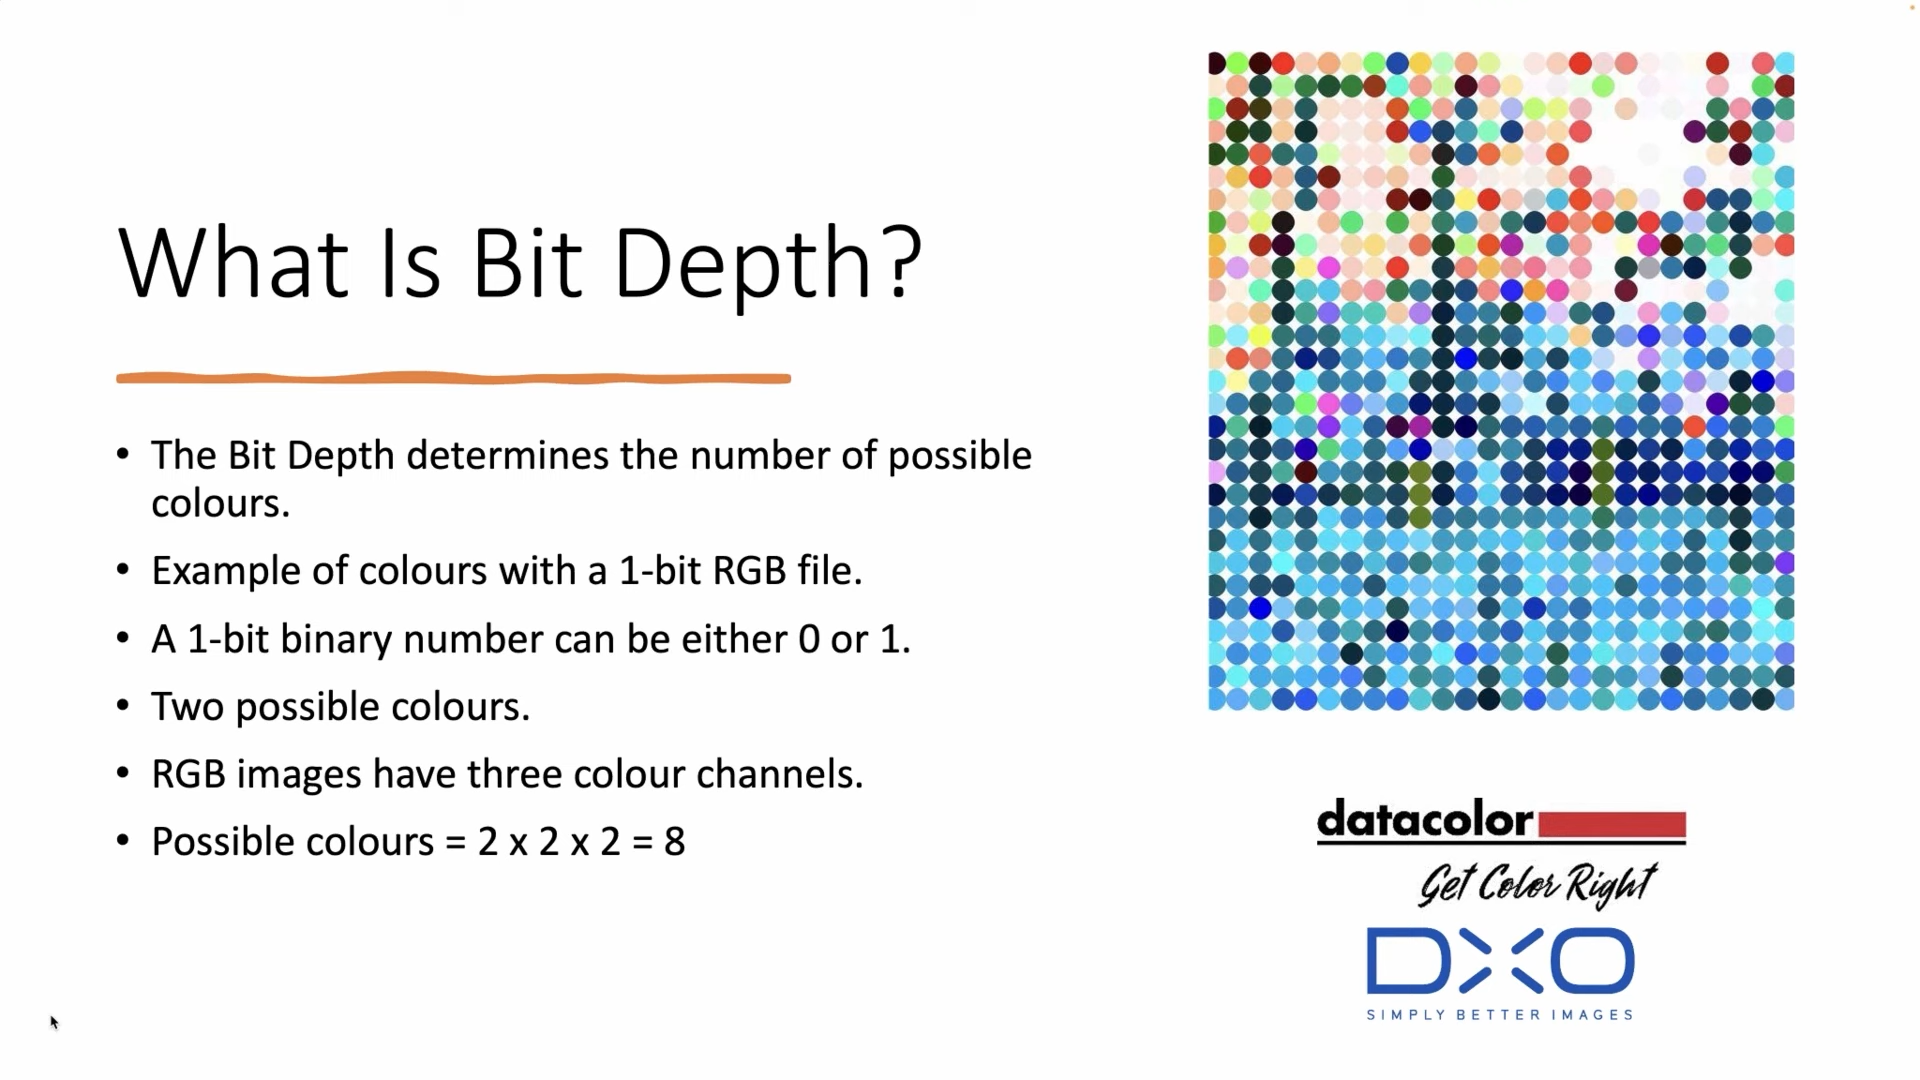 What Is Bit Depth?
• The Bit Depth determines the number of possible
colours.
• Example of colours with a 1-bit RGB file.
• A 1-bit binary number can be either 0 or 1.
• Two possible colours.
• RGB images have three colour channels.
• Possible colours = 2 x 2 x 2 = 8
datacolor
Get Color Right
DXO
SIMPLY BETTER IMAGES